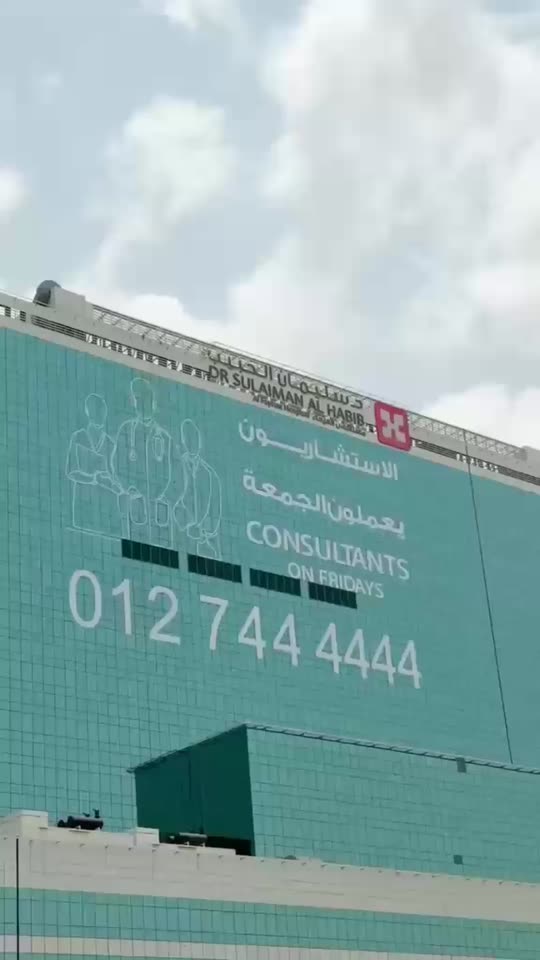 د. سليمان الحبيب
DR SULAIMAN AL HABIB
الاستشاريون
يعملون الجمعة
CONSULTANTS
ON FRIDAYS
012 744 4444